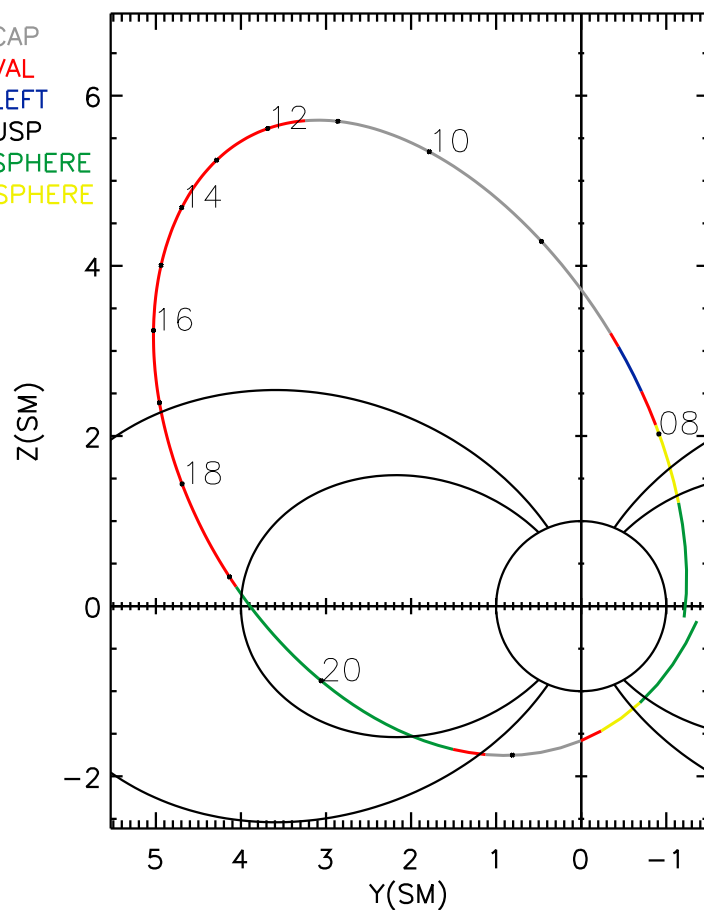 CAP
VAL
LEFT
USP
SPHERE
SPHERE
12
10
14
16
08
18
20
6
4
2
0
−2
5 4 3 2 1 0 −1
Z(SM)
Y(SM)